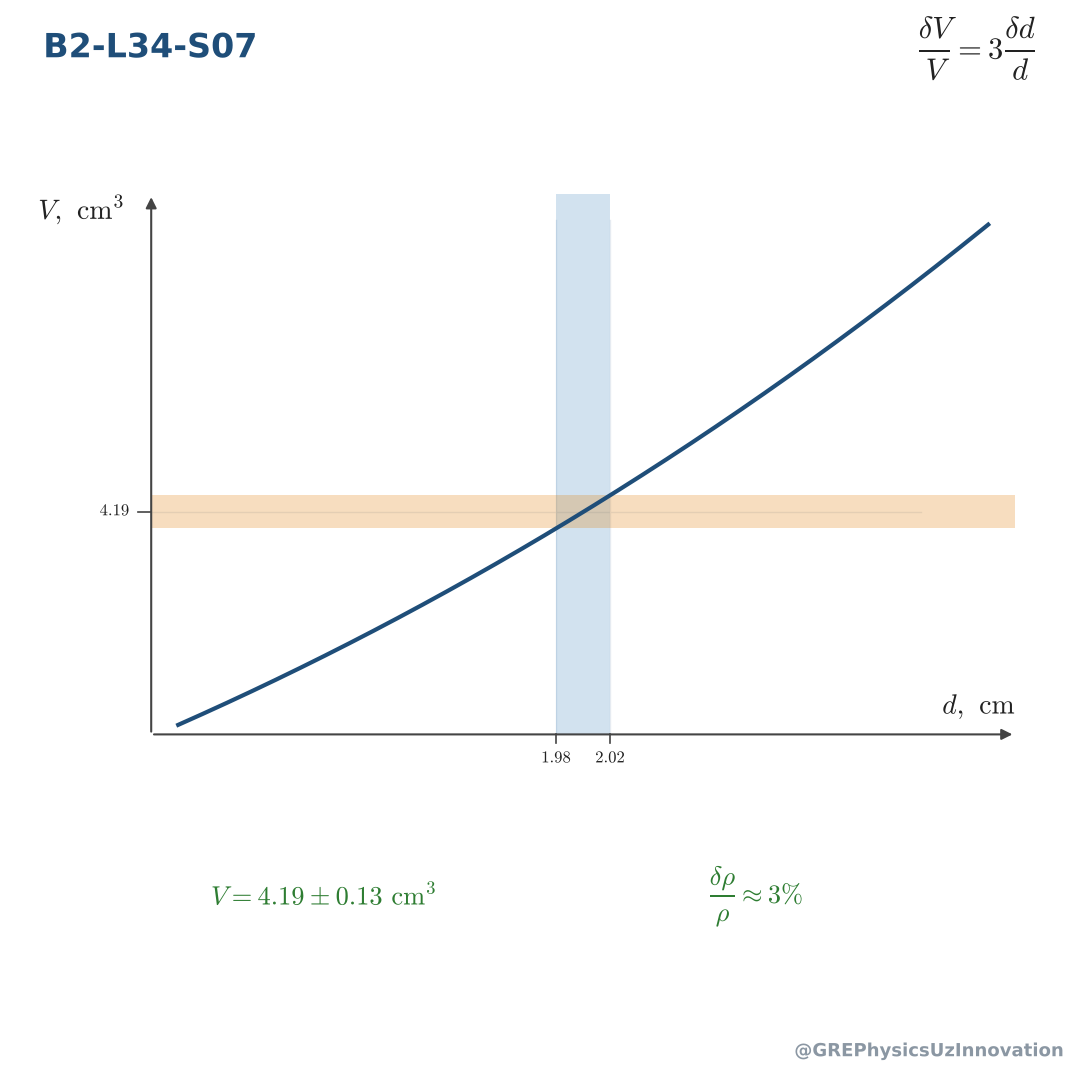 B2-L34-S07
δV/V = 3 δd/d
V, cm³
4.19
d, cm
1.98 2.02
V = 4.19 ± 0.13 cm³
δρ/ρ ≈ 3%
@GREPhysicsUzInnovation